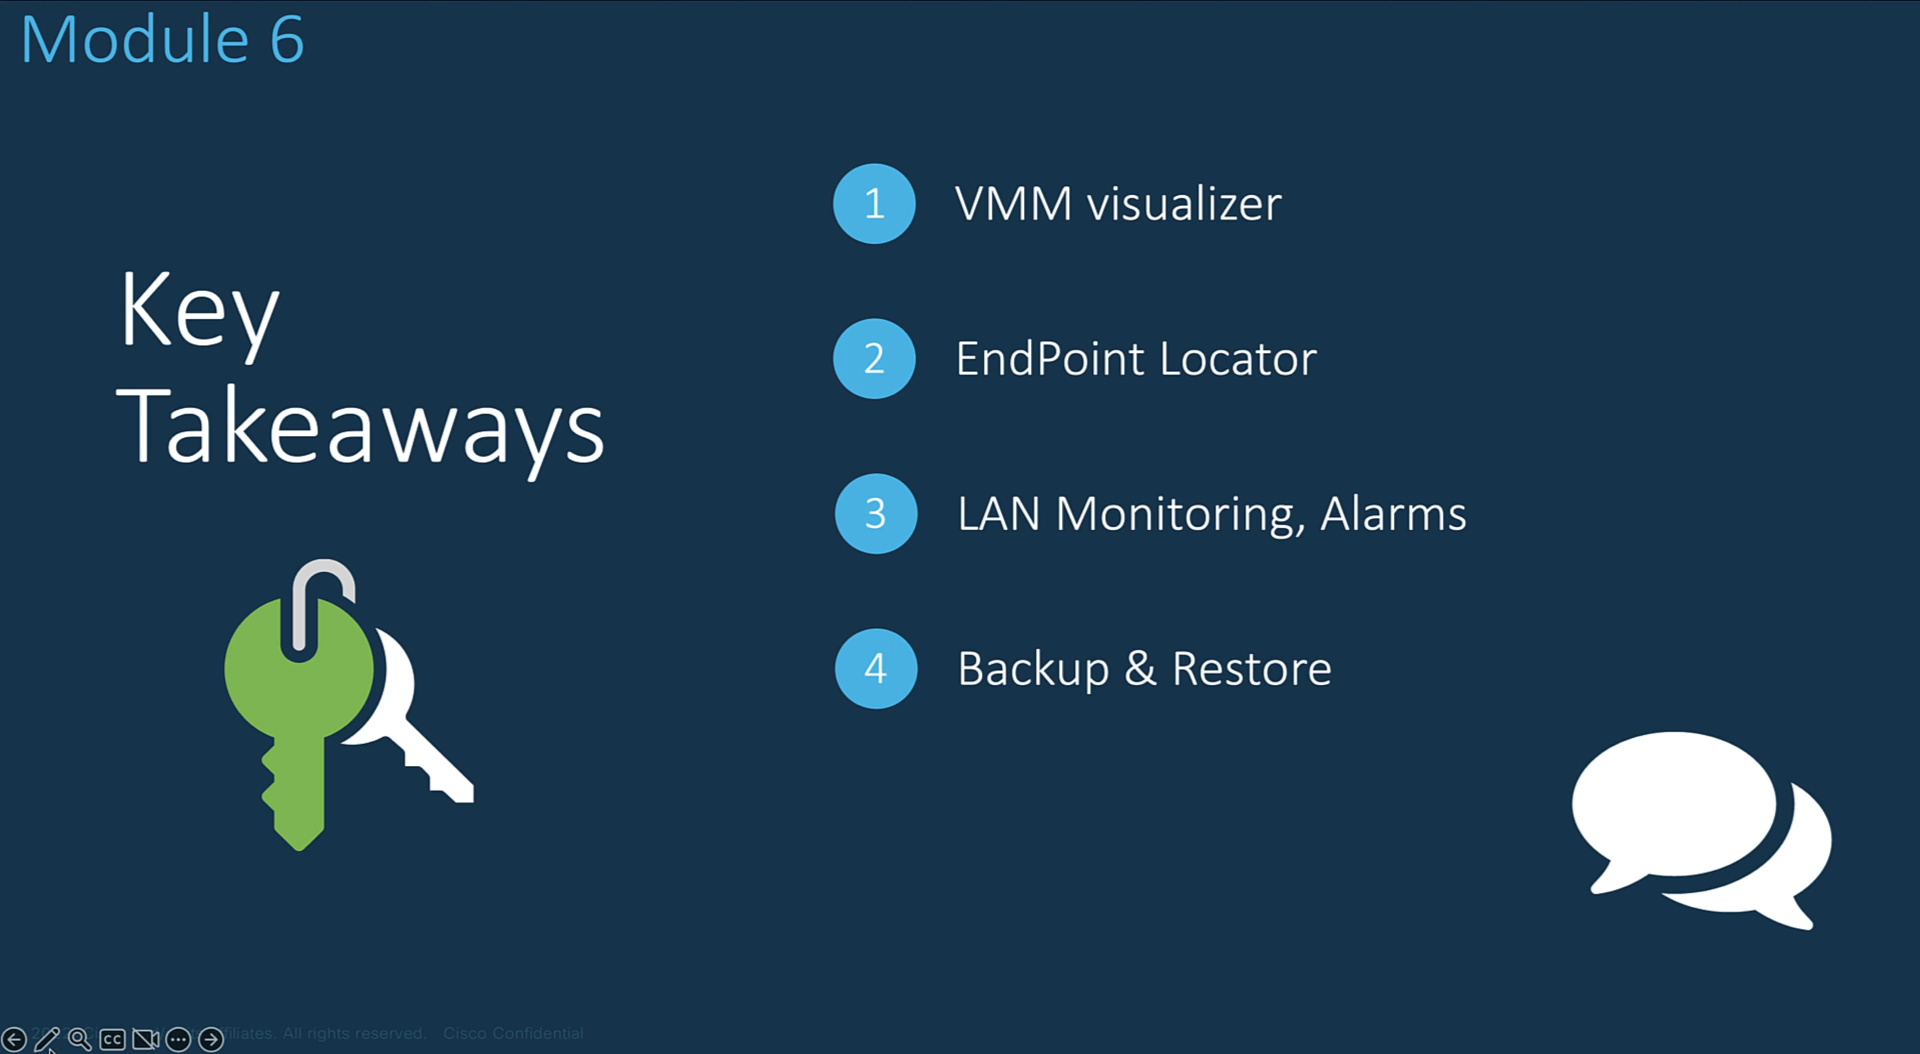 Module 6
Key
Takeaways
1 VMM visualizer
2 EndPoint Locator
3 LAN Monitoring, Alarms
4 Backup & Restore
All rights reserved. Cisco Confidential
CC